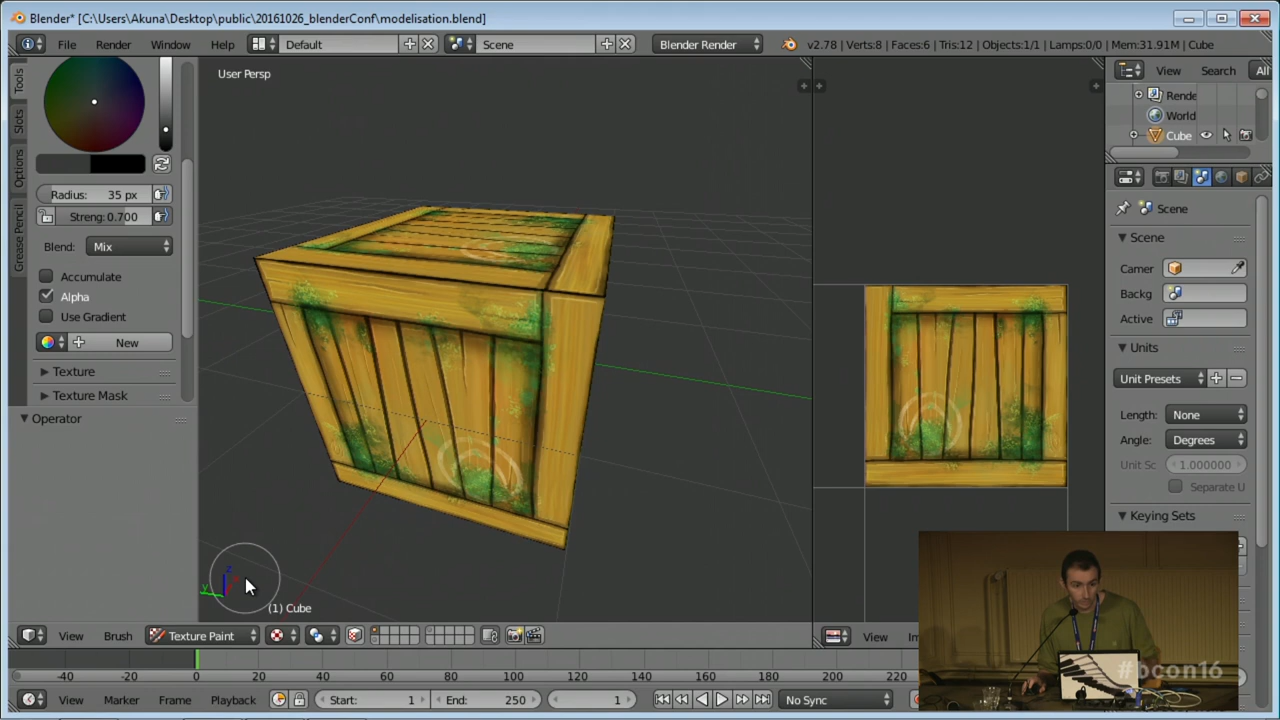 Blender* [C:\Users\Akuna\Desktop\public\20161026_blenderConf\modelisation.blend]
File Render Window Help Default Scene Blender Render v2.78 | Verts:8 | Faces:6 | Tris:12 | Objects:1/1 | Lamps:0/0 | Mem:31.91M | Cube
Tools
Slots
Options
Grease Pencil
Radius: 35 px
Streng: 0.700
Blend: Mix
Accumulate
Alpha
Use Gradient
New
Texture
Texture Mask
Operator
User Persp
z
y
(1) Cube
View Brush Texture Paint
View
View Search All
Rende
World
Cube
Scene
Scene
Camer
Backg
Active
Units
Unit Presets
Length: None
Angle: Degrees
Unit Sc 1.000000
Separate U
Keying Sets
#bcon16
-40 -20 0 20 40 60 80 100 120 140 160 180 200 220
View Marker Frame Playback Start: 1 End: 250 1 No Sync